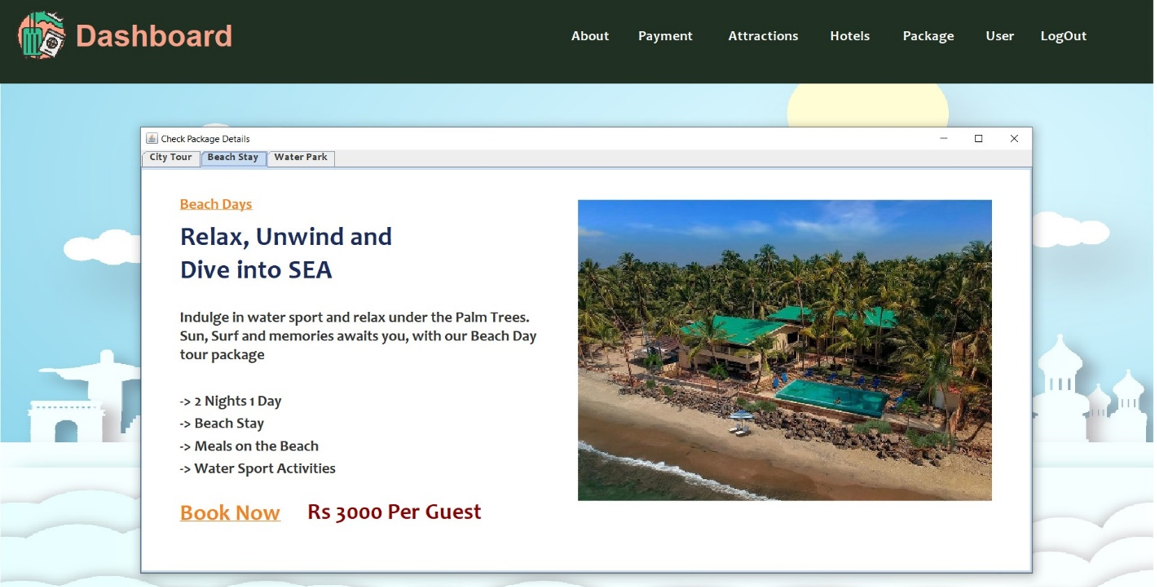 Dashboard
About Payment Attractions Hotels Package User LogOut
Check Package Details
City Tour Beach Stay Water Park
Beach Days
Relax, Unwind and
Dive into SEA
Indulge in water sport and relax under the Palm Trees.
Sun, Surf and memories awaits you, with our Beach Day
tour package
-> 2 Nights 1 Day
-> Beach Stay
-> Meals on the Beach
-> Water Sport Activities
Book Now Rs 3000 Per Guest